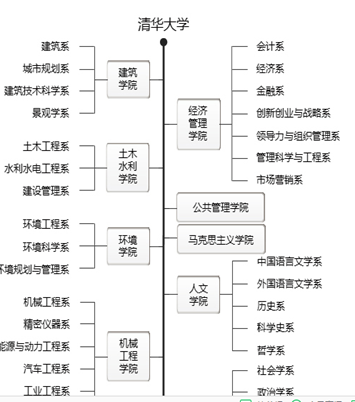 清华大学
建筑系
城市规划系
建筑技术科学系
景观学系
建筑
学院
土木工程系
水利水电工程系
建设管理系
土木
水利
学院
环境工程系
环境科学系
环境规划与管理系
环境
学院
机械工程系
精密仪器系
能源与动力工程系
汽车工程系
工业工程系
机械
工程
学院
经济
管理
学院
会计系
经济系
金融系
创新创业与战略系
领导力与组织管理系
管理科学与工程系
市场营销系
公共管理学院
马克思主义学院
人文
学院
中国语言文学系
外国语言文学系
历史系
科学史系
哲学系
社会学系
政治学系